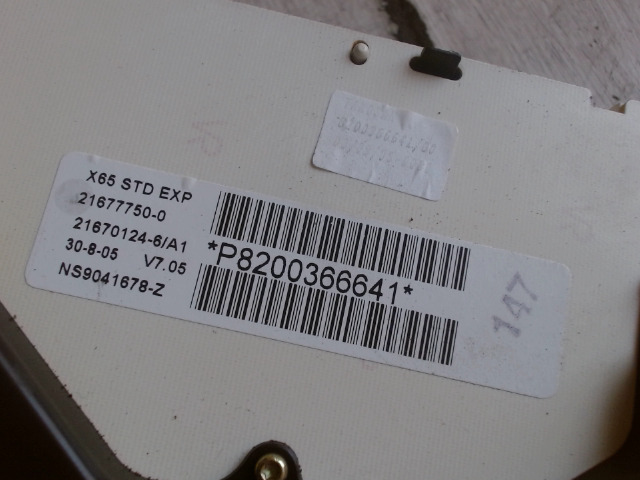 X65 STD EXP
21677750-0
21670124-6/A1
30-8-05 V7.05
NS9041678-Z
*P8200366641*
147